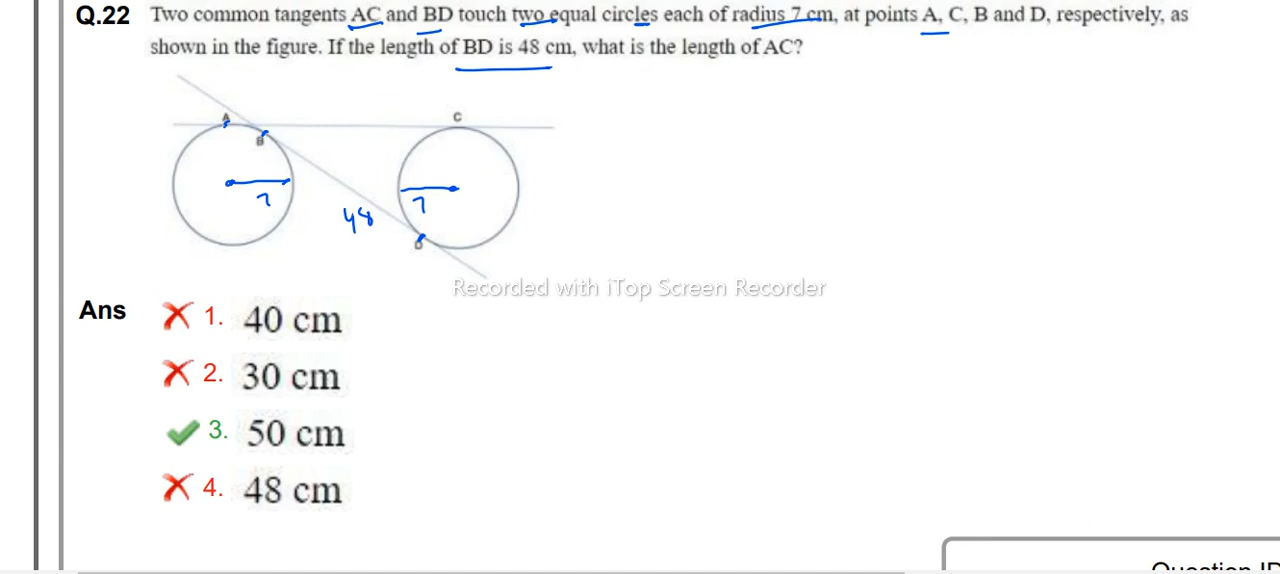 Q.22 Two common tangents AC and BD touch two equal circles each of radius 7 cm, at points A, C, B and D, respectively, as
shown in the figure. If the length of BD is 48 cm, what is the length of AC?
A
C
B
7
7
48
D
Recorded with iTop Screen Recorder
Ans 1. 40 cm
2. 30 cm
3. 50 cm
4. 48 cm
Question ID